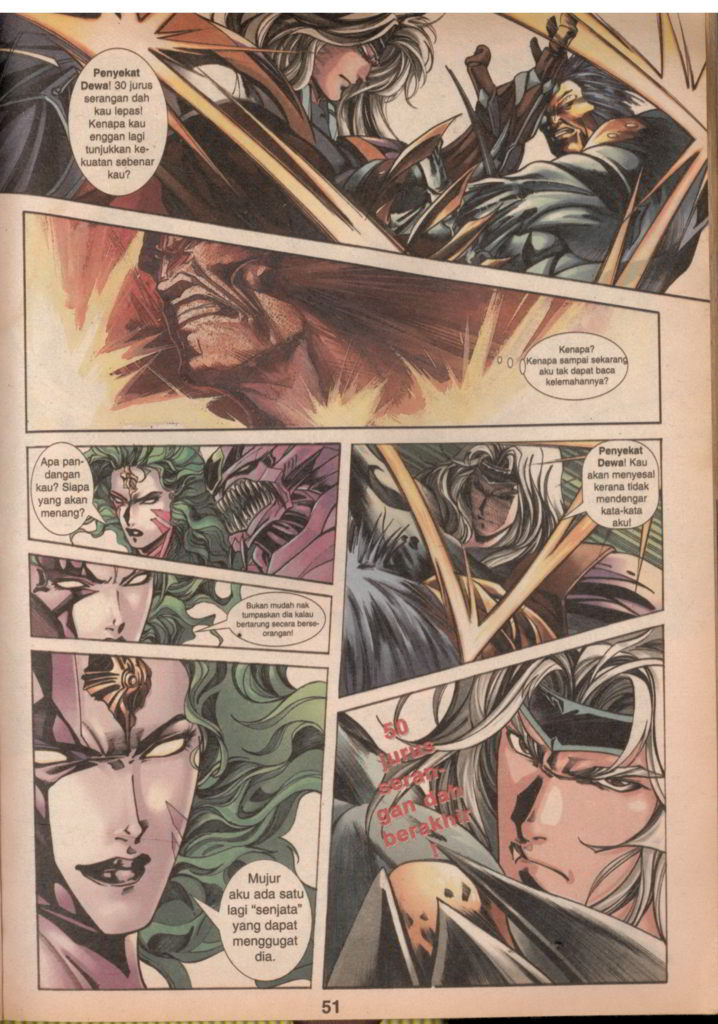 Penyekat
Dewa! 30 jurus
serangan dah
kau lepas!
Kenapa kau
enggan lagi
tunjukkan ke-
kuatan sebenar
kau?
Kenapa?
Kenapa sampai sekarang
aku tak dapat baca
kelemahannya?
Apa pan-
dangan
kau? Siapa
yang akan
menang?
Bukan mudah nak
tumpaskan dia kalau
bertarung secara berse-
orangan!
Mujur
aku ada satu
lagi “senjata”
yang dapat
menggugat
dia.
Penyekat
Dewa! Kau
akan menyesal
kerana tidak
mendengar
kata-kata
aku!
50
jurus
seran-
gan dah
berakhir
!
51